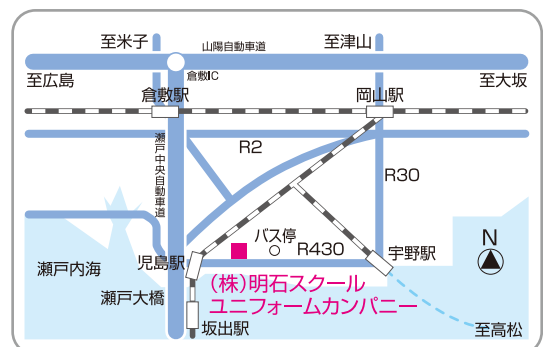 至米子
山陽自動車道
至津山
至広島
倉敷IC
至大坂
倉敷駅
岡山駅
瀬戸中央自動車道
R2
R30
バス停
N
児島駅
R430
宇野駅
瀬戸内海
(株)明石スクール
ユニフォームカンパニー
瀬戸大橋
坂出駅
至高松